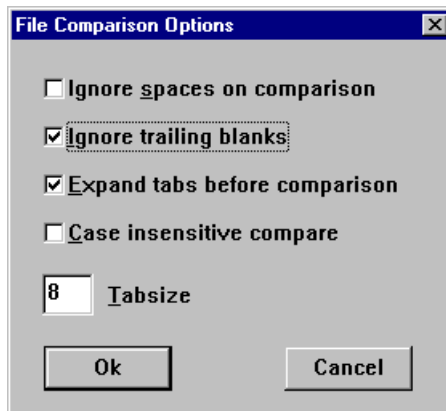 File Comparison Options
Ignore spaces on comparison
Ignore trailing blanks
Expand tabs before comparison
Case insensitive compare
8 Tabsize
Ok Cancel